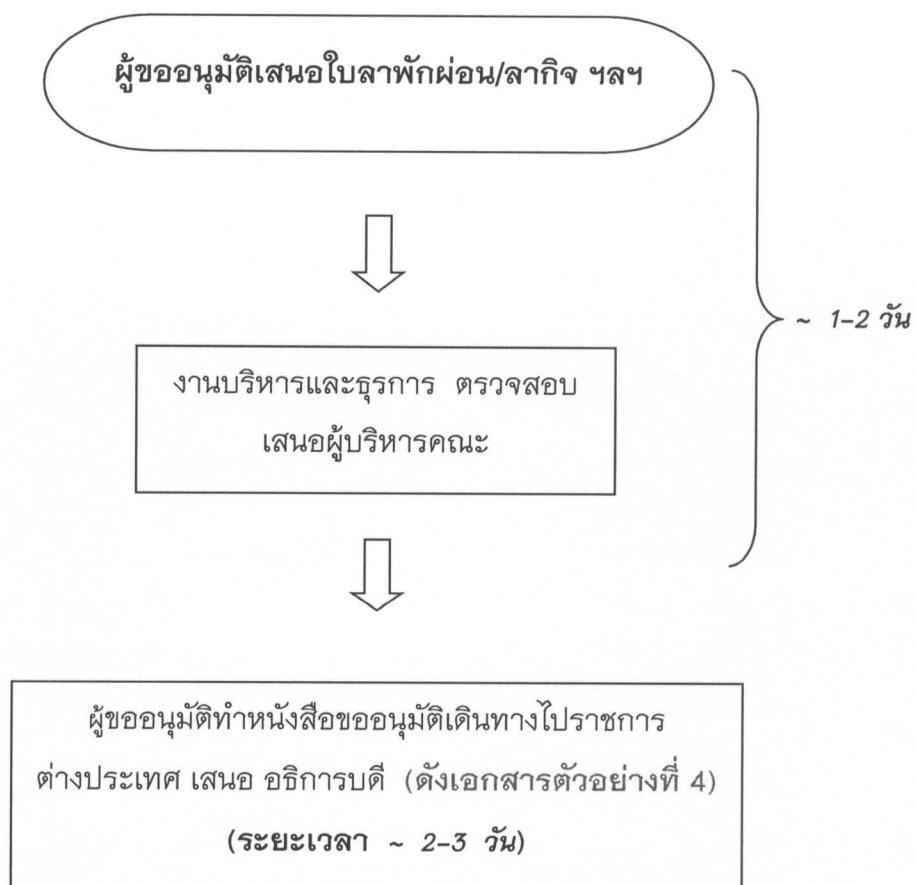 ผู้ขออนุมัติเสนอใบลาพักผ่อน/ลากิจ ฯลฯ
~ 1-2 วัน
งานบริหารและธุรการ ตรวจสอบ
เสนอผู้บริหารคณะ
ผู้ขออนุมัติทำหนังสือขออนุมัติเดินทางไปราชการ
ต่างประเทศ เสนอ อธิการบดี (ดังเอกสารตัวอย่างที่ 4)
(ระยะเวลา ~ 2-3 วัน)